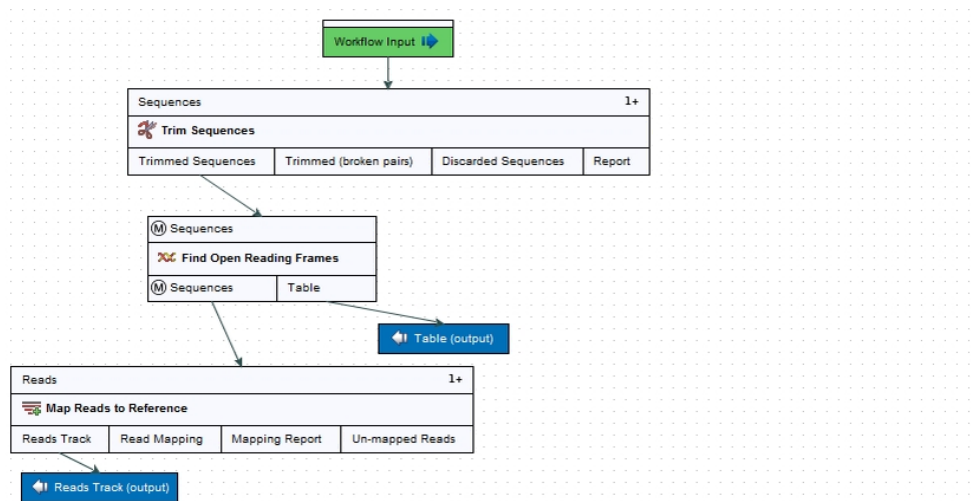 Workflow Input
Sequences 1+
Trim Sequences
Trimmed Sequences Trimmed (broken pairs) Discarded Sequences Report
M Sequences
Find Open Reading Frames
M Sequences Table
Table (output)
Reads 1+
Map Reads to Reference
Reads Track Read Mapping Mapping Report Un-mapped Reads
Reads Track (output)